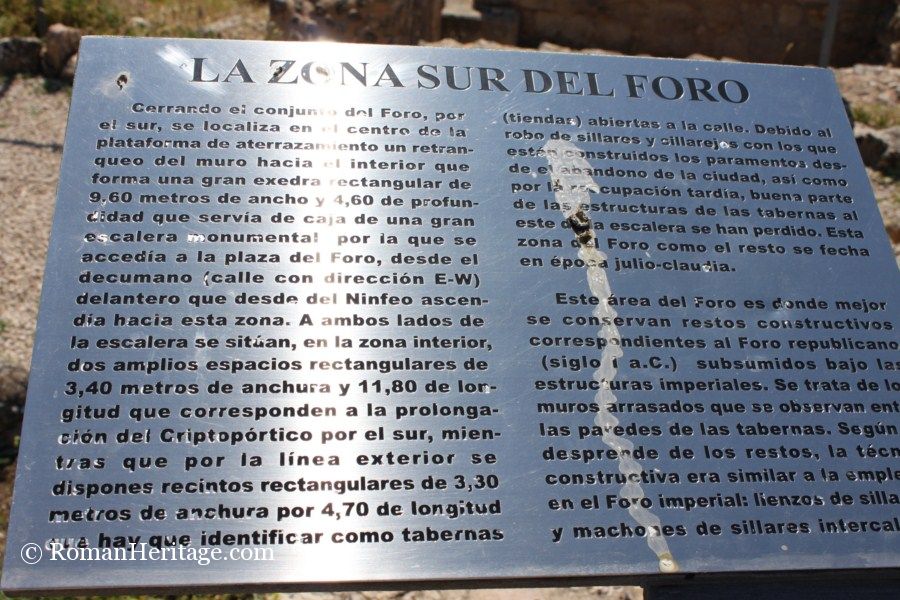 LA ZONA SUR DEL FORO
Cerrando el conjunto del Foro, por
el sur, se localiza en el centro de la
plataforma de aterrazamiento un retran-
queo del muro hacia el interior que
forma una gran exedra rectangular de
9,60 metros de ancho y 4,60 de profun-
didad que servía de caja de una gran
escalera monumental por la que se
accedía a la plaza del Foro, desde el
decumano (calle con dirección E-W)
delantero que desde del Ninfeo ascen-
día hacia esta zona. A ambos lados de
la escalera se sitúan, en la zona interior,
dos amplios espacios rectangulares de
3,40 metros de anchura y 11,80 de lon-
gitud que corresponden a la prolonga-
ción del Criptopórtico por el sur, mien-
tras que por la línea exterior se
dispones recintos rectangulares de 3,30
metros de anchura por 4,70 de longitud
que hay que identificar como tabernas
(tiendas) abiertas a la calle. Debido al
robo de sillares y sillarejos con los que
están construidos los paramentos des-
de el abandono de la ciudad, así como
por la ocupación tardía, buena parte
de las estructuras de las tabernas al
este de la escalera se han perdido. Esta
zona del Foro como el resto se fecha
en época julio-claudia.
Este área del Foro es donde mejor
se conservan restos constructivos
correspondientes al Foro republicano
(siglo a.C.) subsumidos bajo las
estructuras imperiales. Se trata de lo
muros arrasados que se observan ent
las paredes de las tabernas. Según
desprende de los restos, la técn
constructiva era similar a la emple
en el Foro imperial: lienzos de silla
y machones de sillares intercal
© RomanHeritage.com